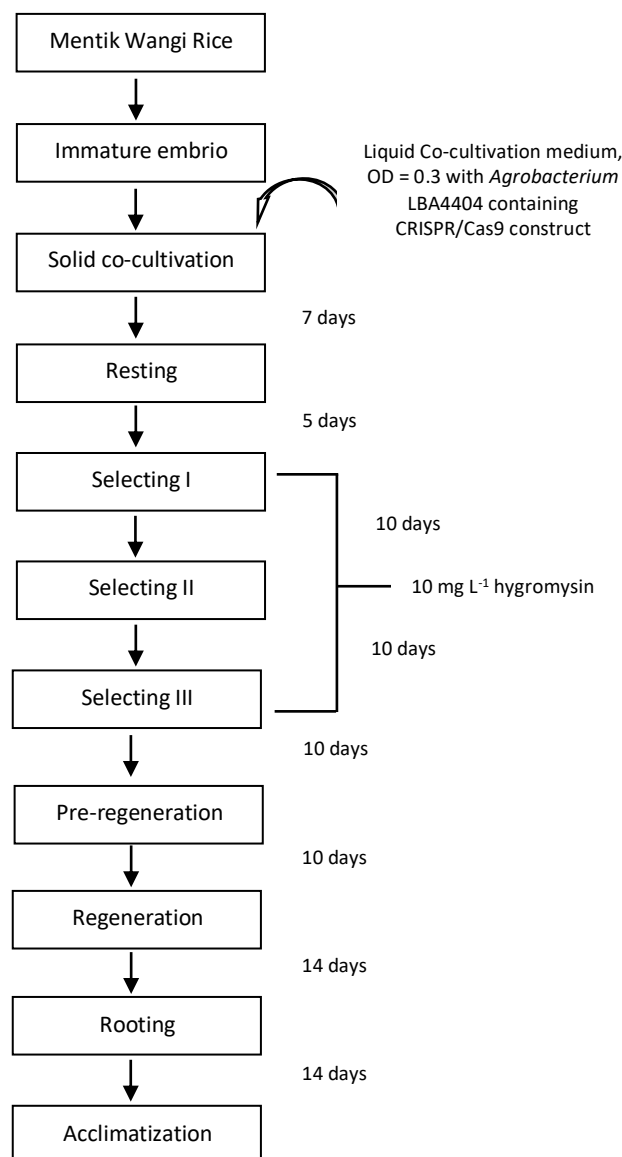 Mentik Wangi Rice
Immature embrio
Liquid Co-cultivation medium,
OD = 0.3 with Agrobacterium
LBA4404 containing
CRISPR/Cas9 construct
Solid co-cultivation
7 days
Resting
5 days
Selecting I
10 days
Selecting II
10 mg L⁻¹ hygromysin
10 days
Selecting III
10 days
Pre-regeneration
10 days
Regeneration
14 days
Rooting
14 days
Acclimatization